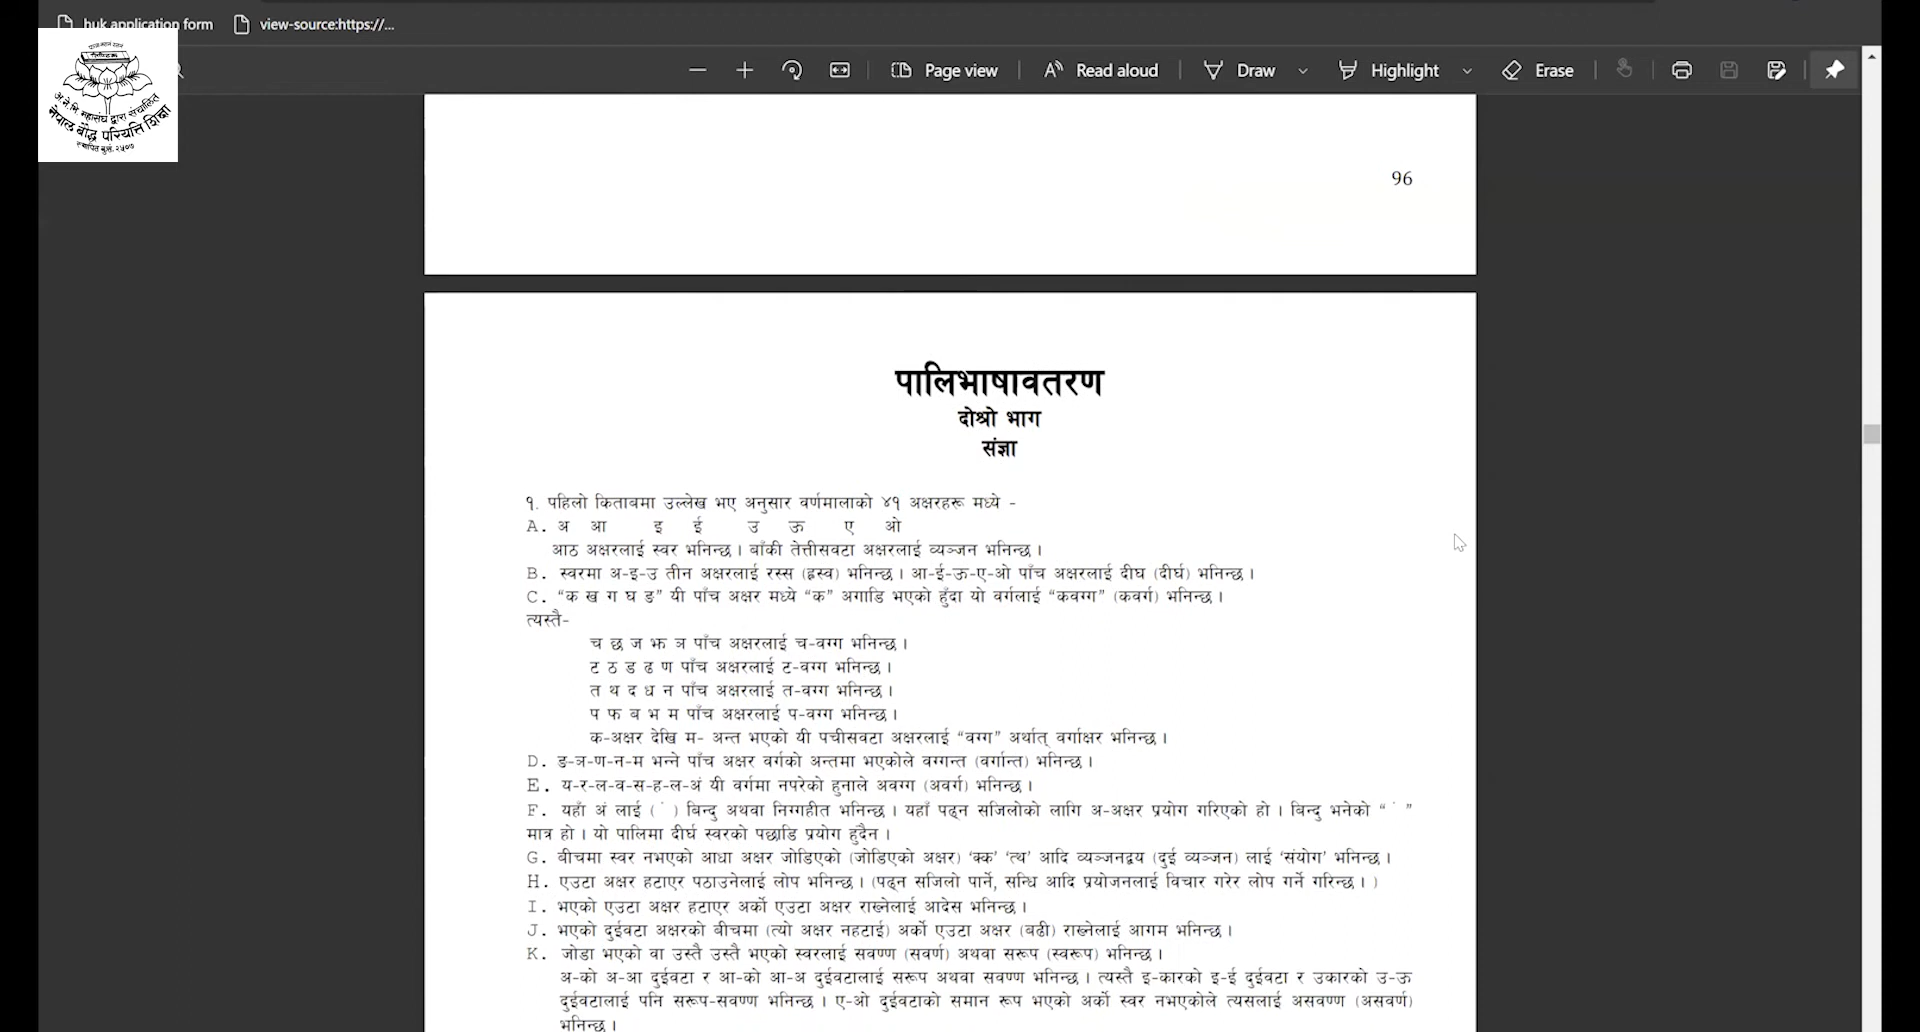 huk application form
view-source:https://...
Page view
Read aloud
Draw
Highlight
Erase
अ.ने.भि. महासंघ द्वारा संचालित
नेपाल बौद्ध परियत्ति शिक्षा
96
पालिभाषावतरण
दोश्रो भाग
संज्ञा
१. पहिलो किताबमा उल्लेख भए अनुसार वर्णमालाको ४१ अक्षरहरू मध्ये -
A. अ आ इ ई उ ऊ ए ओ
आठ अक्षरलाई स्वर भनिन्छ । बाँकी तेत्तीसवटा अक्षरलाई व्यञ्जन भनिन्छ ।
B. स्वरमा अ-इ-उ तीन अक्षरलाई रस्स (ह्रस्व) भनिन्छ । आ-ई-ऊ-ए-ओ पाँच अक्षरलाई दीघ (दीर्घ) भनिन्छ ।
C. “क ख ग घ ङ” यी पाँच अक्षर मध्ये “क” अगाडि भएको हुँदा यो वर्गलाई “कवग्ग” (कवर्ग) भनिन्छ ।
त्यस्तै-
च छ ज झ ञ पाँच अक्षरलाई च-वग्ग भनिन्छ ।
ट ठ ड ढ ण पाँच अक्षरलाई ट-वग्ग भनिन्छ ।
त थ द ध न पाँच अक्षरलाई त-वग्ग भनिन्छ ।
प फ ब भ म पाँच अक्षरलाई प-वग्ग भनिन्छ ।
क-अक्षर देखि म- अन्त भएको यी पचीसवटा अक्षरलाई “वग्ग” अर्थात् वर्गाक्षर भनिन्छ ।
D. ङ-ञ-ण-न-म भन्ने पाँच अक्षर वर्गको अन्तमा भएकोले वग्गन्त (वर्गान्त) भनिन्छ ।
E. य-र-ल-व-स-ह-ल-अं यी वर्गमा नपरेको हुनाले अवग्ग (अवर्ग) भनिन्छ ।
F. यहाँ अं लाई ( ं ) बिन्दु अथवा निग्गहीत भनिन्छ । यहाँ पढ्न सजिलोको लागि अ-अक्षर प्रयोग गरिएको हो । बिन्दु भनेको “ ं ”
मात्र हो । यो पालिमा दीर्घ स्वरको पछाडि प्रयोग हुदैन ।
G. बीचमा स्वर नभएको आधा अक्षर जोडिएको (जोडिएको अक्षर) ‘क्क’ ‘त्थ’ आदि व्यञ्जनद्वय (दुई व्यञ्जन) लाई ‘संयोग’ भनिन्छ ।
H. एउटा अक्षर हटाएर पठाउनेलाई लोप भनिन्छ । (पढ्न सजिलो पार्ने, सन्धि आदि प्रयोजनलाई विचार गरेर लोप गर्ने गरिन्छ । )
I. भएको एउटा अक्षर हटाएर अर्को एउटा अक्षर राख्नेलाई आदेस भनिन्छ ।
J. भएको दुईवटा अक्षरको बीचमा (त्यो अक्षर नहटाई) अर्को एउटा अक्षर (बढी) राख्नेलाई आगम भनिन्छ ।
K. जोडा भएको वा उस्तै उस्तै भएको स्वरलाई सवण्ण (सवर्ण) अथवा सरूप (स्वरूप) भनिन्छ ।
अ-को अ-आ दुईवटा र आ-को आ-अ दुईवटालाई सरूप अथवा सवण्ण भनिन्छ । त्यस्तै इ-कारको इ-ई दुईवटा र उकारको उ-ऊ
दुईवटालाई पनि सरूप-सवण्ण भनिन्छ । ए-ओ दुईवटाको समान रूप भएको अर्को स्वर नभएकोले त्यसलाई असवण्ण (असवर्ण)
भनिन्छ ।